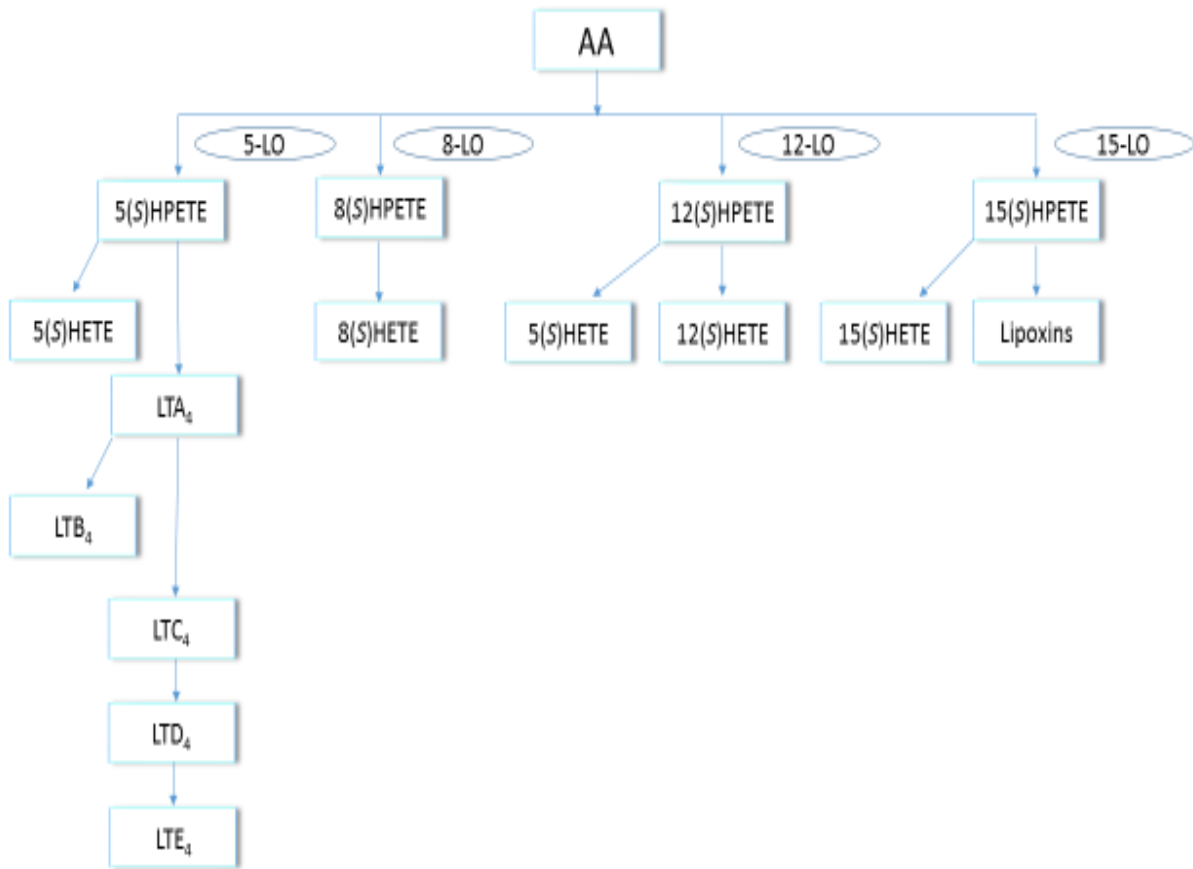 AA
5-LO
8-LO
12-LO
15-LO
5(S)HPETE
8(S)HPETE
12(S)HPETE
15(S)HPETE
5(S)HETE
8(S)HETE
5(S)HETE
12(S)HETE
15(S)HETE
Lipoxins
LTA₄
LTB₄
LTC₄
LTD₄
LTE₄